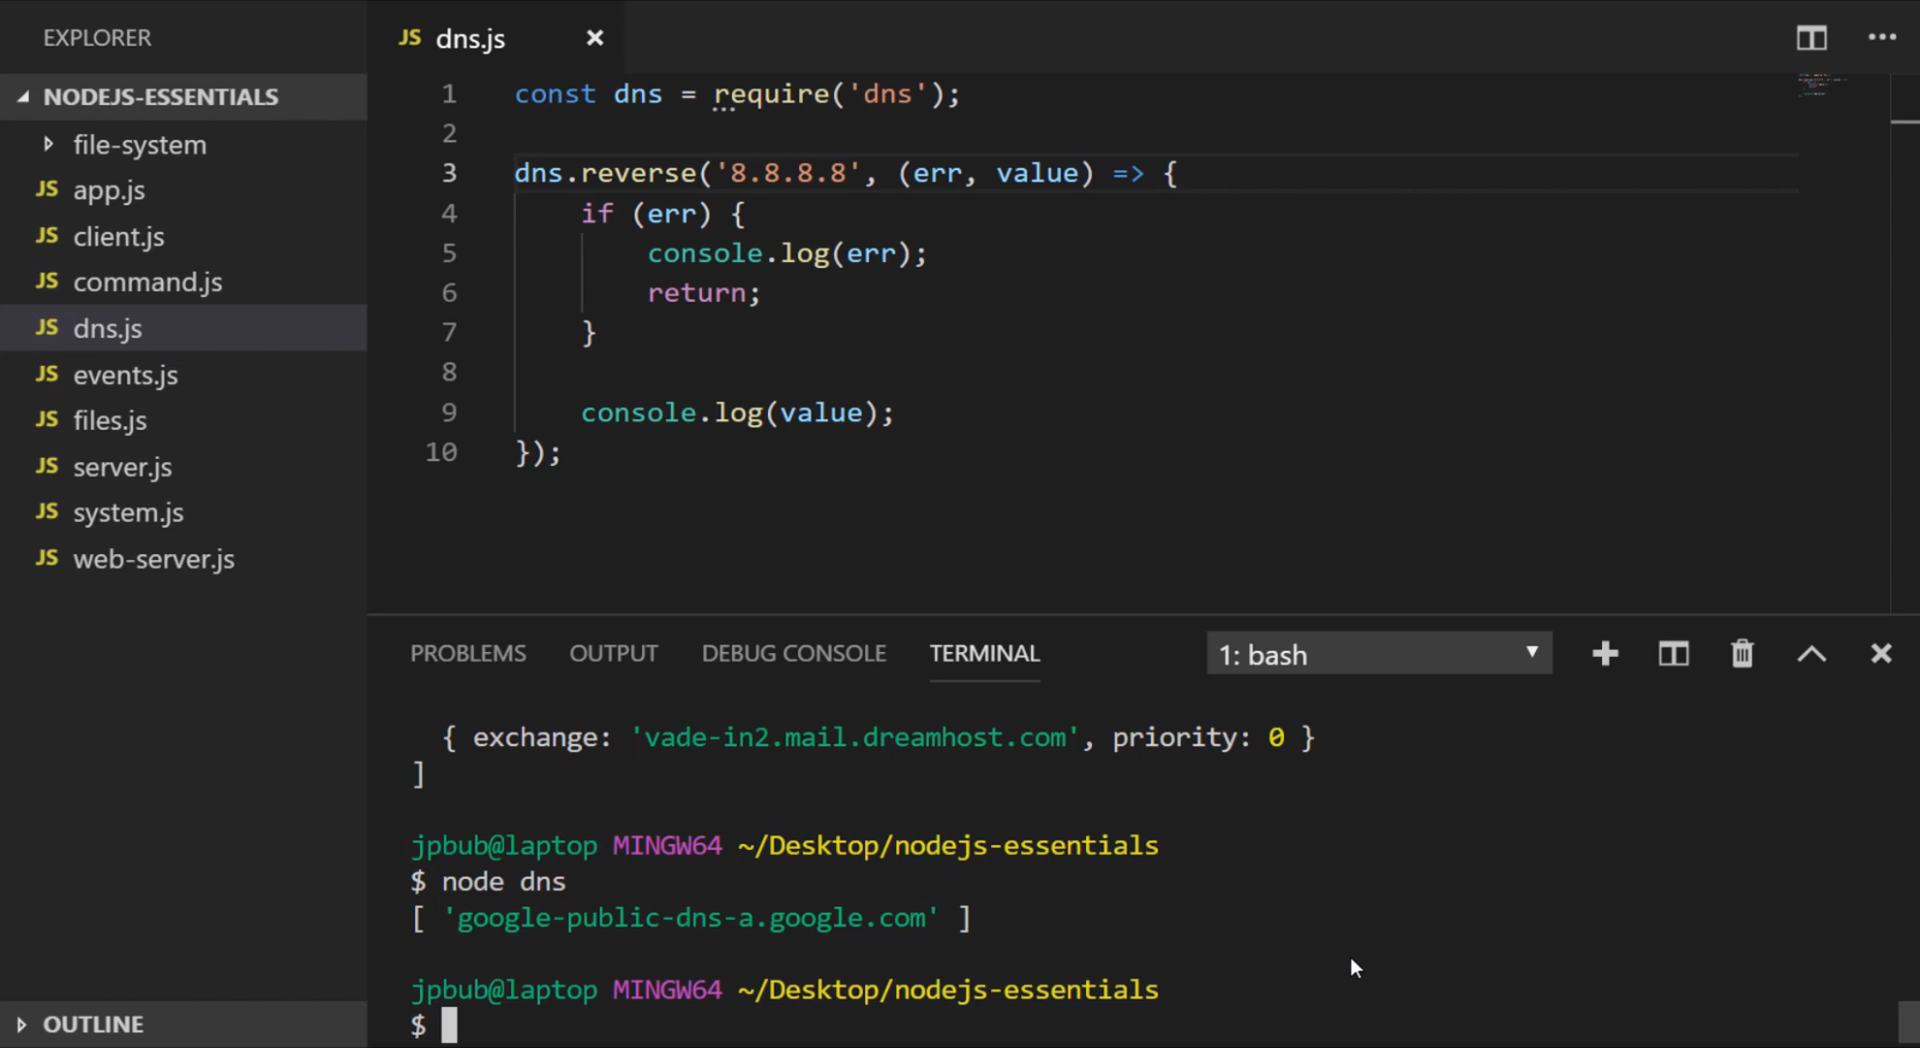 EXPLORER
NODEJS-ESSENTIALS
file-system
JS app.js
JS client.js
JS command.js
JS dns.js
JS events.js
JS files.js
JS server.js
JS system.js
JS web-server.js
OUTLINE
JS dns.js
1 const dns = require('dns');
2
3 dns.reverse('8.8.8.8', (err, value) => {
4 if (err) {
5 console.log(err);
6 return;
7 }
8
9 console.log(value);
10 });
PROBLEMS OUTPUT DEBUG CONSOLE TERMINAL 1: bash
{ exchange: 'vade-in2.mail.dreamhost.com', priority: 0 }
]
jpbub@laptop MINGW64 ~/Desktop/nodejs-essentials
$ node dns
[ 'google-public-dns-a.google.com' ]
jpbub@laptop MINGW64 ~/Desktop/nodejs-essentials
$